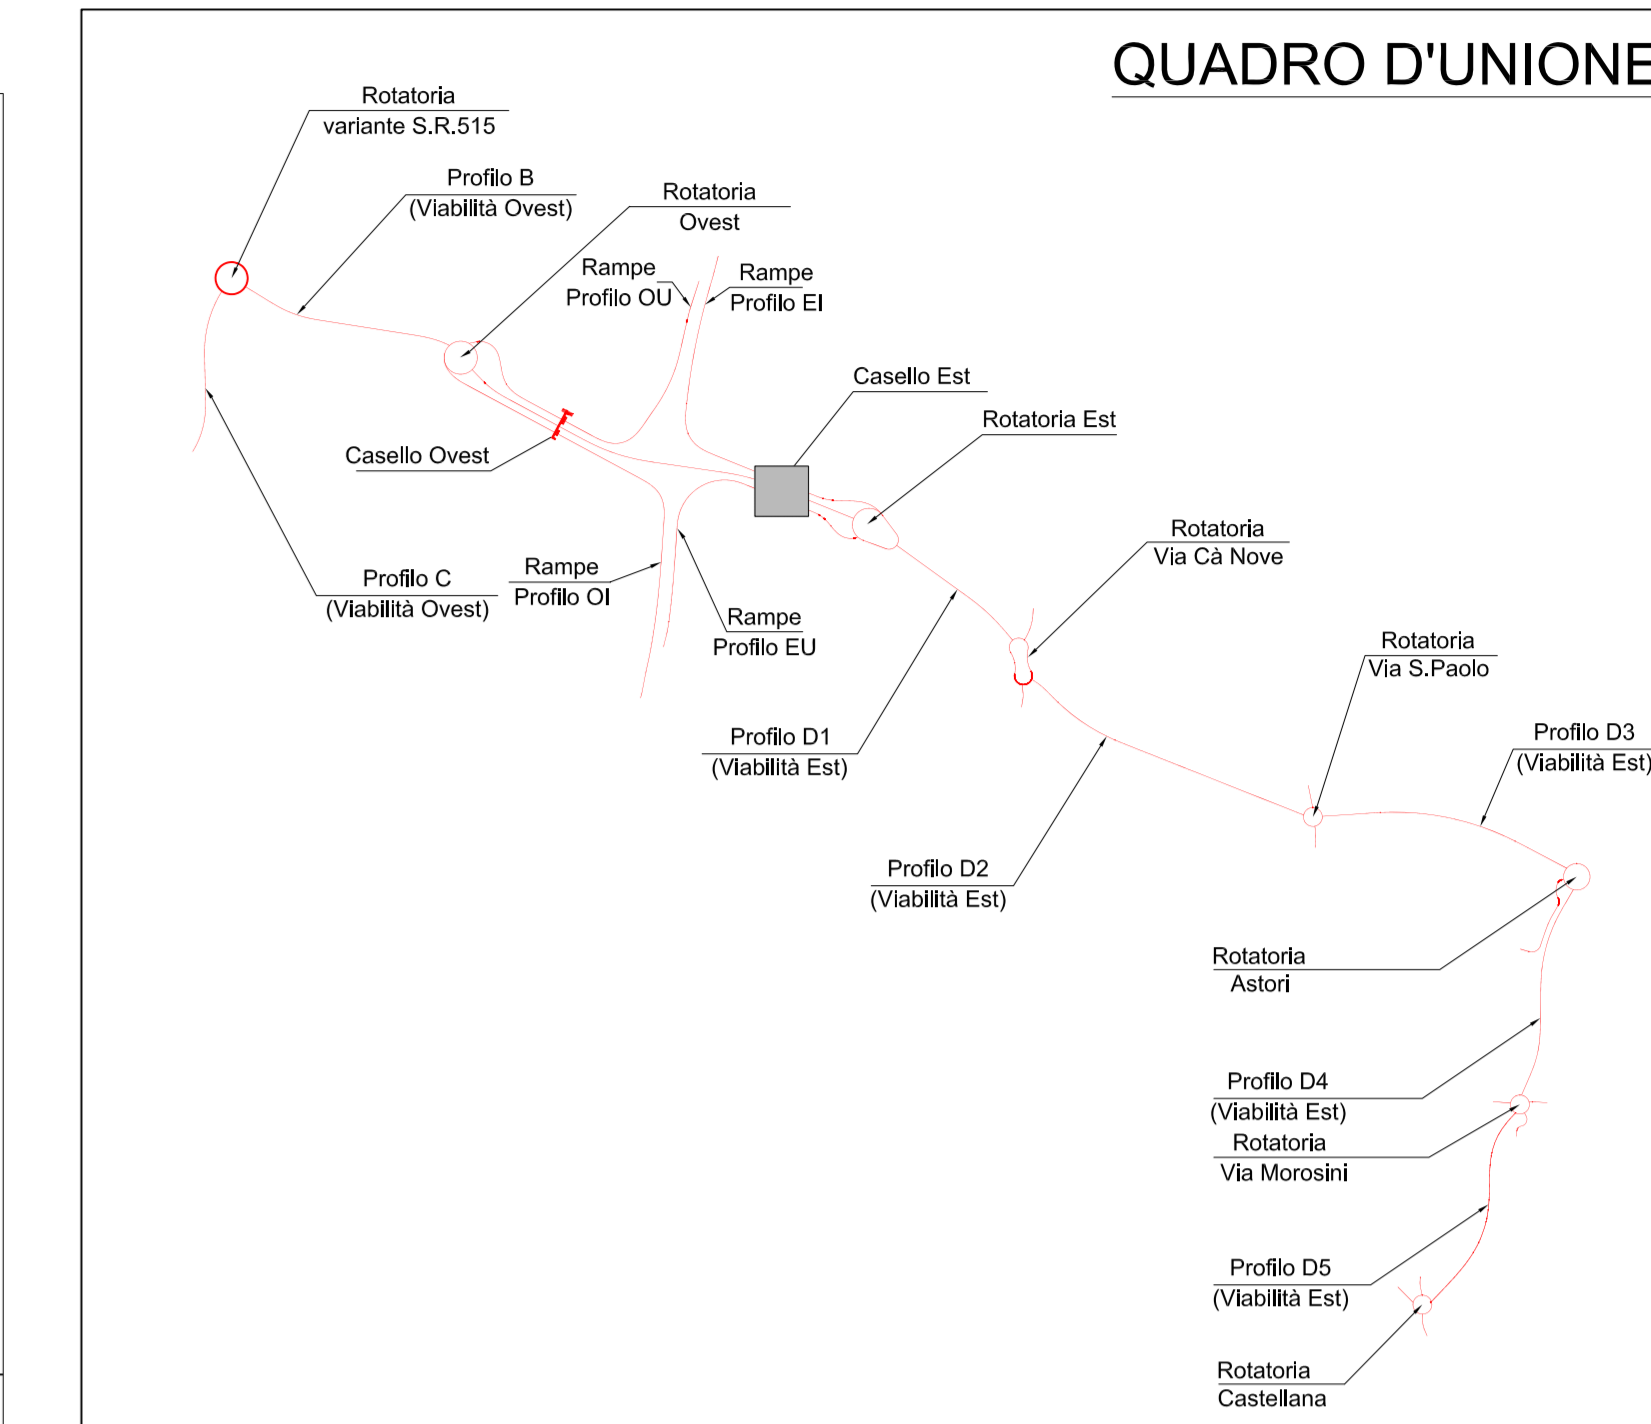 QUADRO D'UNIONE
Rotatoria
variante S.R.515
Profilo B
(Viabilità Ovest)
Rotatoria
Ovest
Rampe
Profilo OU
Rampe
Profilo EI
Casello Est
Rotatoria Est
Casello Ovest
Rotatoria
Via Cà Nove
Profilo C
(Viabilità Ovest)
Rampe
Profilo OI
Rampe
Profilo EU
Rotatoria
Via S.Paolo
Profilo D1
(Viabilità Est)
Profilo D3
(Viabilità Est)
Profilo D2
(Viabilità Est)
Rotatoria
Astori
Profilo D4
(Viabilità Est)
Rotatoria
Via Morosini
Profilo D5
(Viabilità Est)
Rotatoria
Castellana